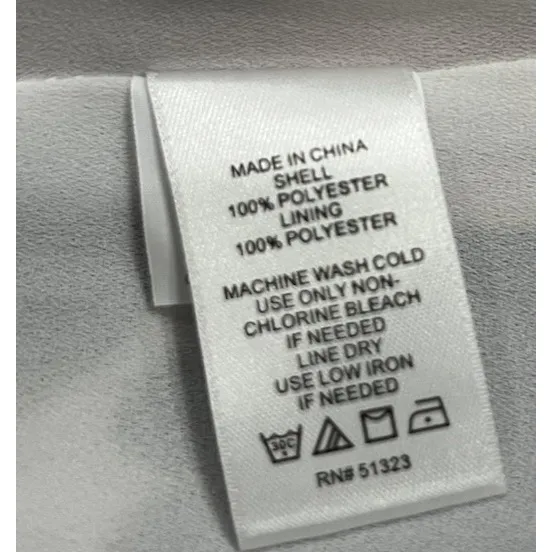 MADE IN CHINA
SHELL
100% POLYESTER
LINING
100% POLYESTER
MACHINE WASH COLD
USE ONLY NON-
CHLORINE BLEACH
IF NEEDED
LINE DRY
USE LOW IRON
IF NEEDED
30C
RN# 51323